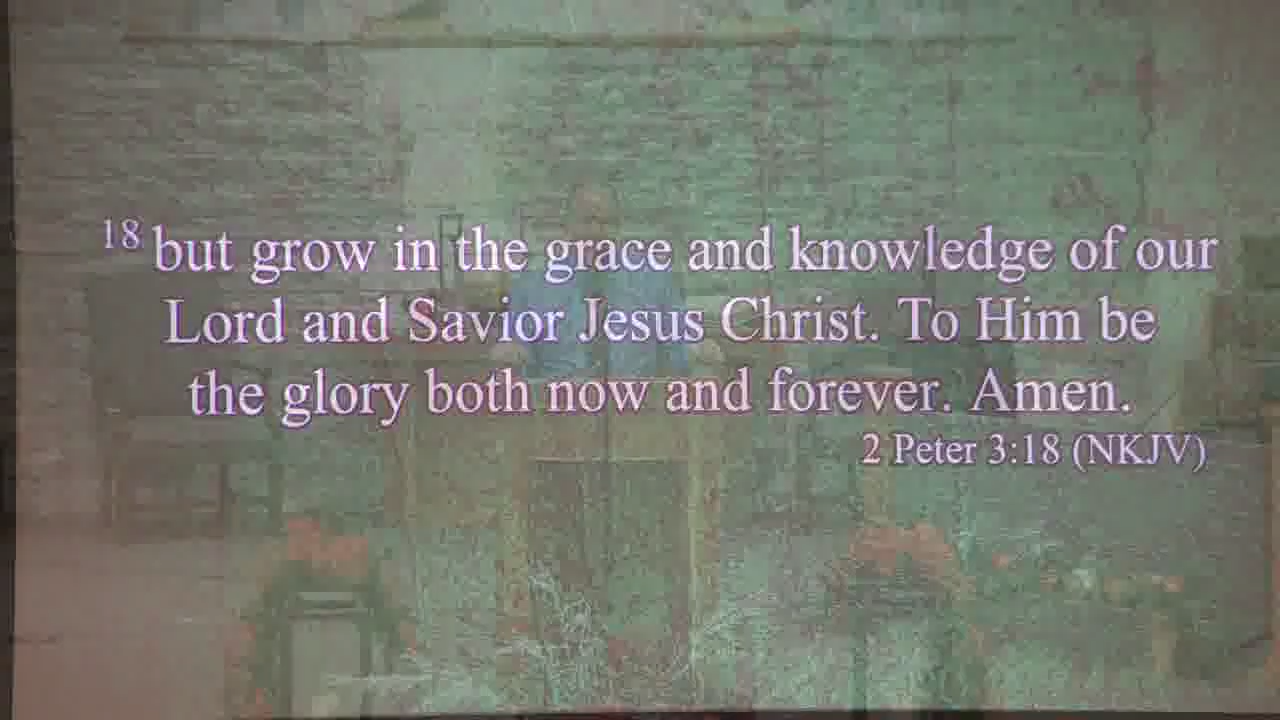 18 but grow in the grace and knowledge of our
Lord and Savior Jesus Christ. To Him be
the glory both now and forever. Amen.
2 Peter 3:18 (NKJV)